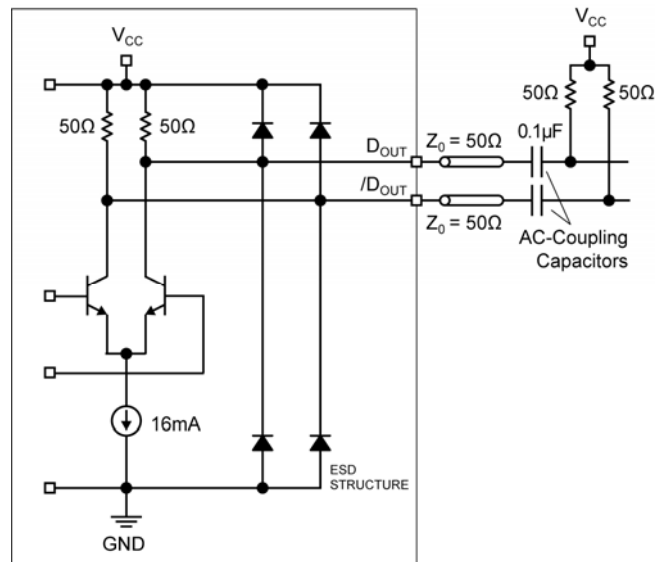 VCC
VCC
50Ω
50Ω
50Ω
50Ω
0.1µF
DOUT
Z0 = 50Ω
/DOUT
Z0 = 50Ω
AC-Coupling
Capacitors
16mA
ESD
STRUCTURE
GND